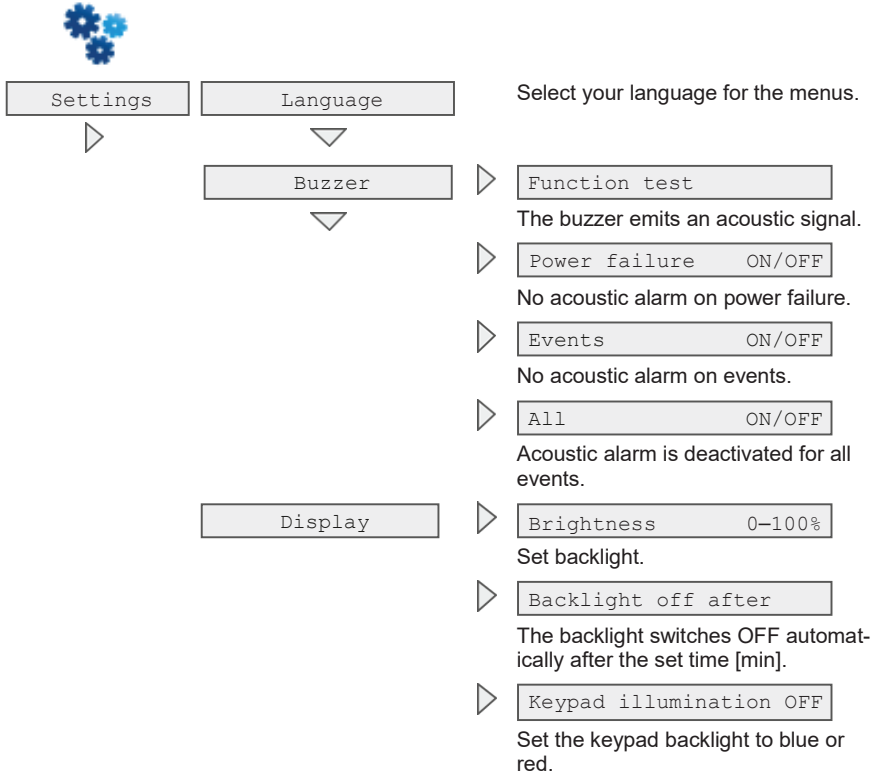 Settings
Language
Select your language for the menus.
Buzzer
Function test
The buzzer emits an acoustic signal.
Power failure ON/OFF
No acoustic alarm on power failure.
Events ON/OFF
No acoustic alarm on events.
All ON/OFF
Acoustic alarm is deactivated for all
events.
Display
Brightness 0–100%
Set backlight.
Backlight off after
The backlight switches OFF automat-
ically after the set time [min].
Keypad illumination OFF
Set the keypad backlight to blue or
red.